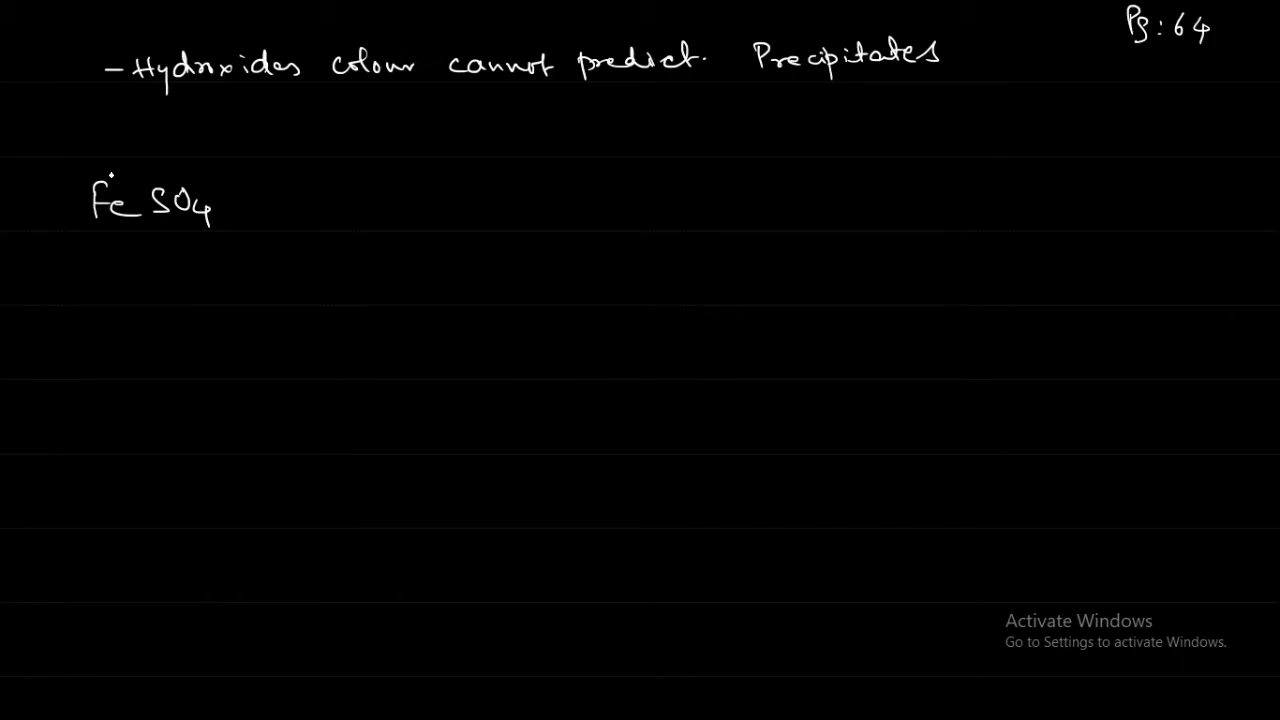 Pg: 64
- Hydroxides colour cannot predict. Precipitates
FeSO4
Activate Windows
Go to Settings to activate Windows.